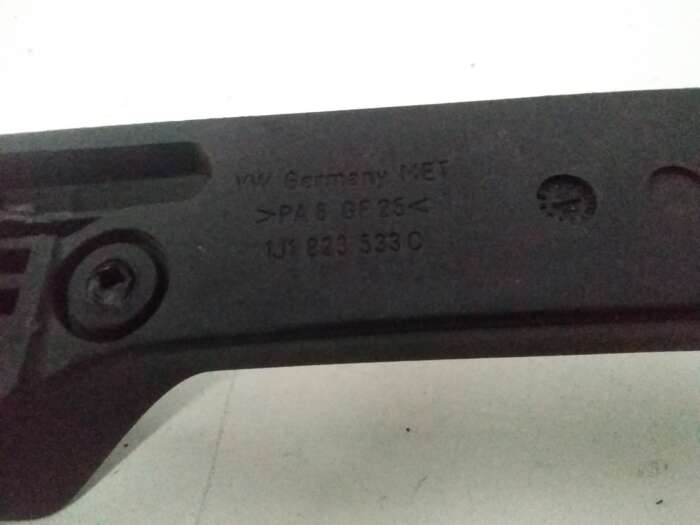 VW Germany MET
>PA 6 GF 25<
1J1 823 533 C